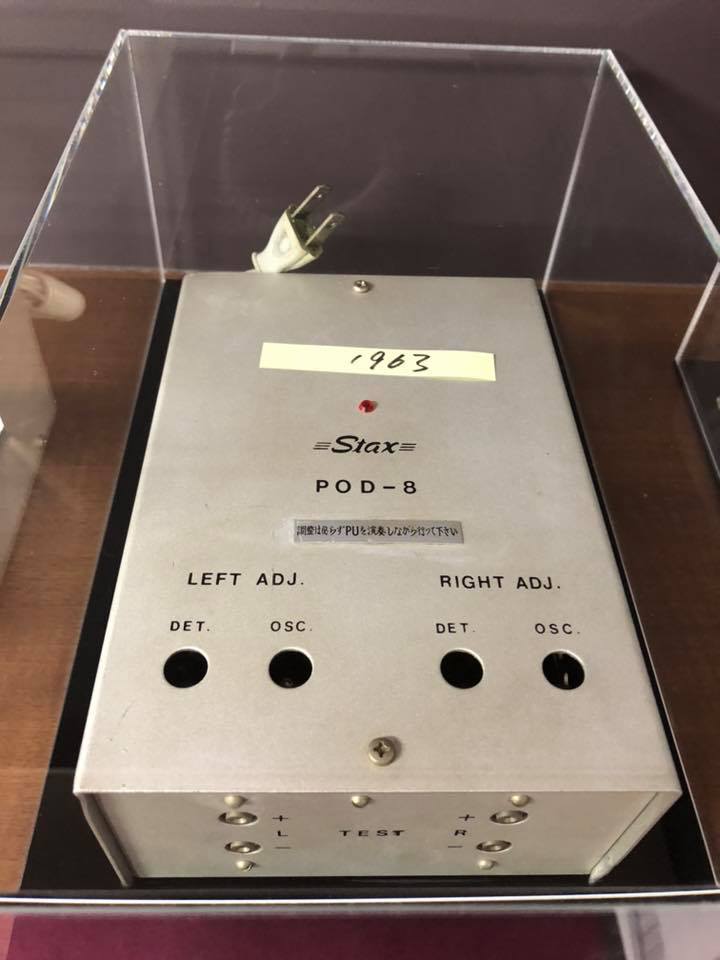 1963
Stax
POD-8
調整は必らずPUを演奏しながら行って下さい
LEFT ADJ.
RIGHT ADJ.
DET.
OSC.
DET.
OSC.
+ +
L TEST R
- -